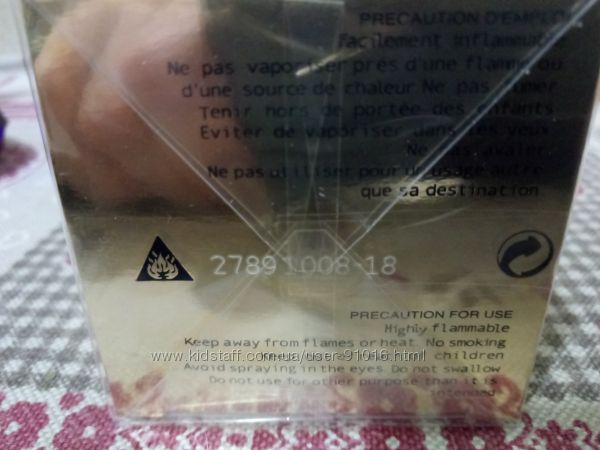 PRECAUTION D'EMPLOI
Facilement inflammable
Ne pas vaporiser près d'une flamme ou
d'une source de chaleur Ne pas fumer
Tenir hors de portée des enfants
Eviter de vaporiser dans les yeux
Ne pas avaler
Ne pas utiliser pour un usage autre
que sa destination
27891008-18
PRECAUTION FOR USE
Highly flammable
Keep away from flames or heat. No smoking
children
www.kidstaff.com.ua/user-91016.html
Avoid spraying in the eyes. Do not swallow
Do not use for other purpose than it is
intended